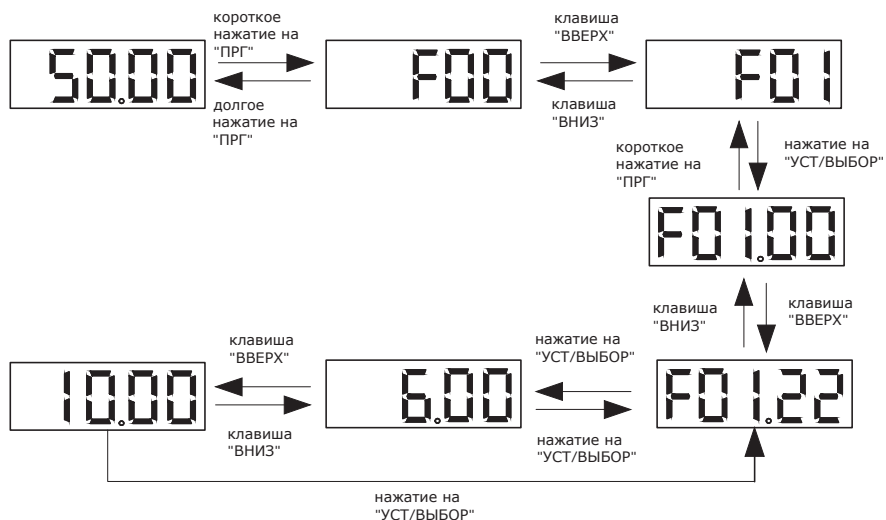 короткое
нажатие на
"ПРГ"
клавиша
"ВВЕРХ"
50.00
F00
F01
долгое
нажатие на
"ПРГ"
клавиша
"ВНИЗ"
короткое
нажатие на
"ПРГ"
нажатие на
"УСТ/ВЫБОР"
F01.00
клавиша
"ВНИЗ"
клавиша
"ВВЕРХ"
клавиша
"ВВЕРХ"
нажатие на
"УСТ/ВЫБОР"
10.00
6.00
F01.22
клавиша
"ВНИЗ"
нажатие на
"УСТ/ВЫБОР"
нажатие на
"УСТ/ВЫБОР"